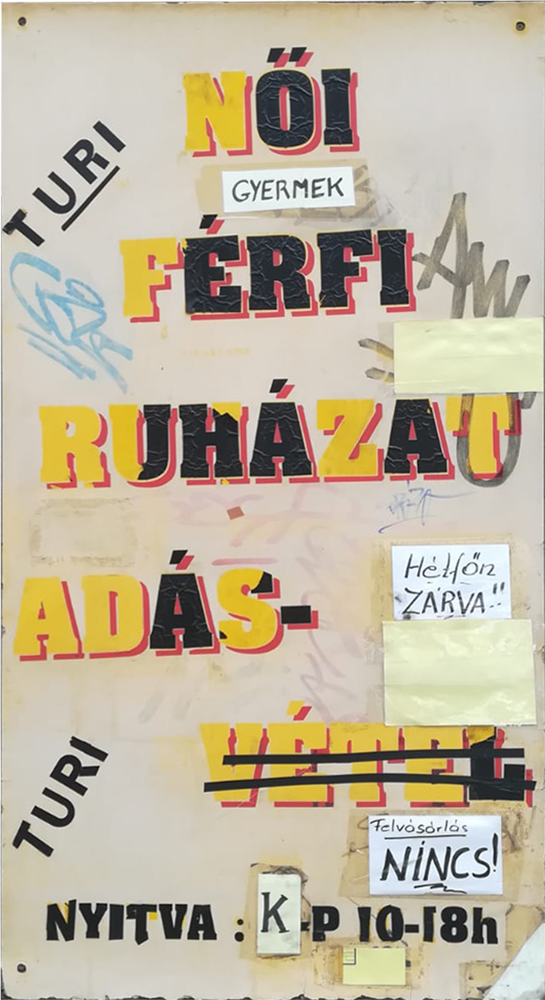 NŐI
TURI
GYERMEK
FÉRFI
RUHÁZAT
Hétfőn
ZÁRVA!!
ADÁS-
VÉTEL
TURI
Felvásárlás
NINCS!
NYITVA : K-P 10-18h